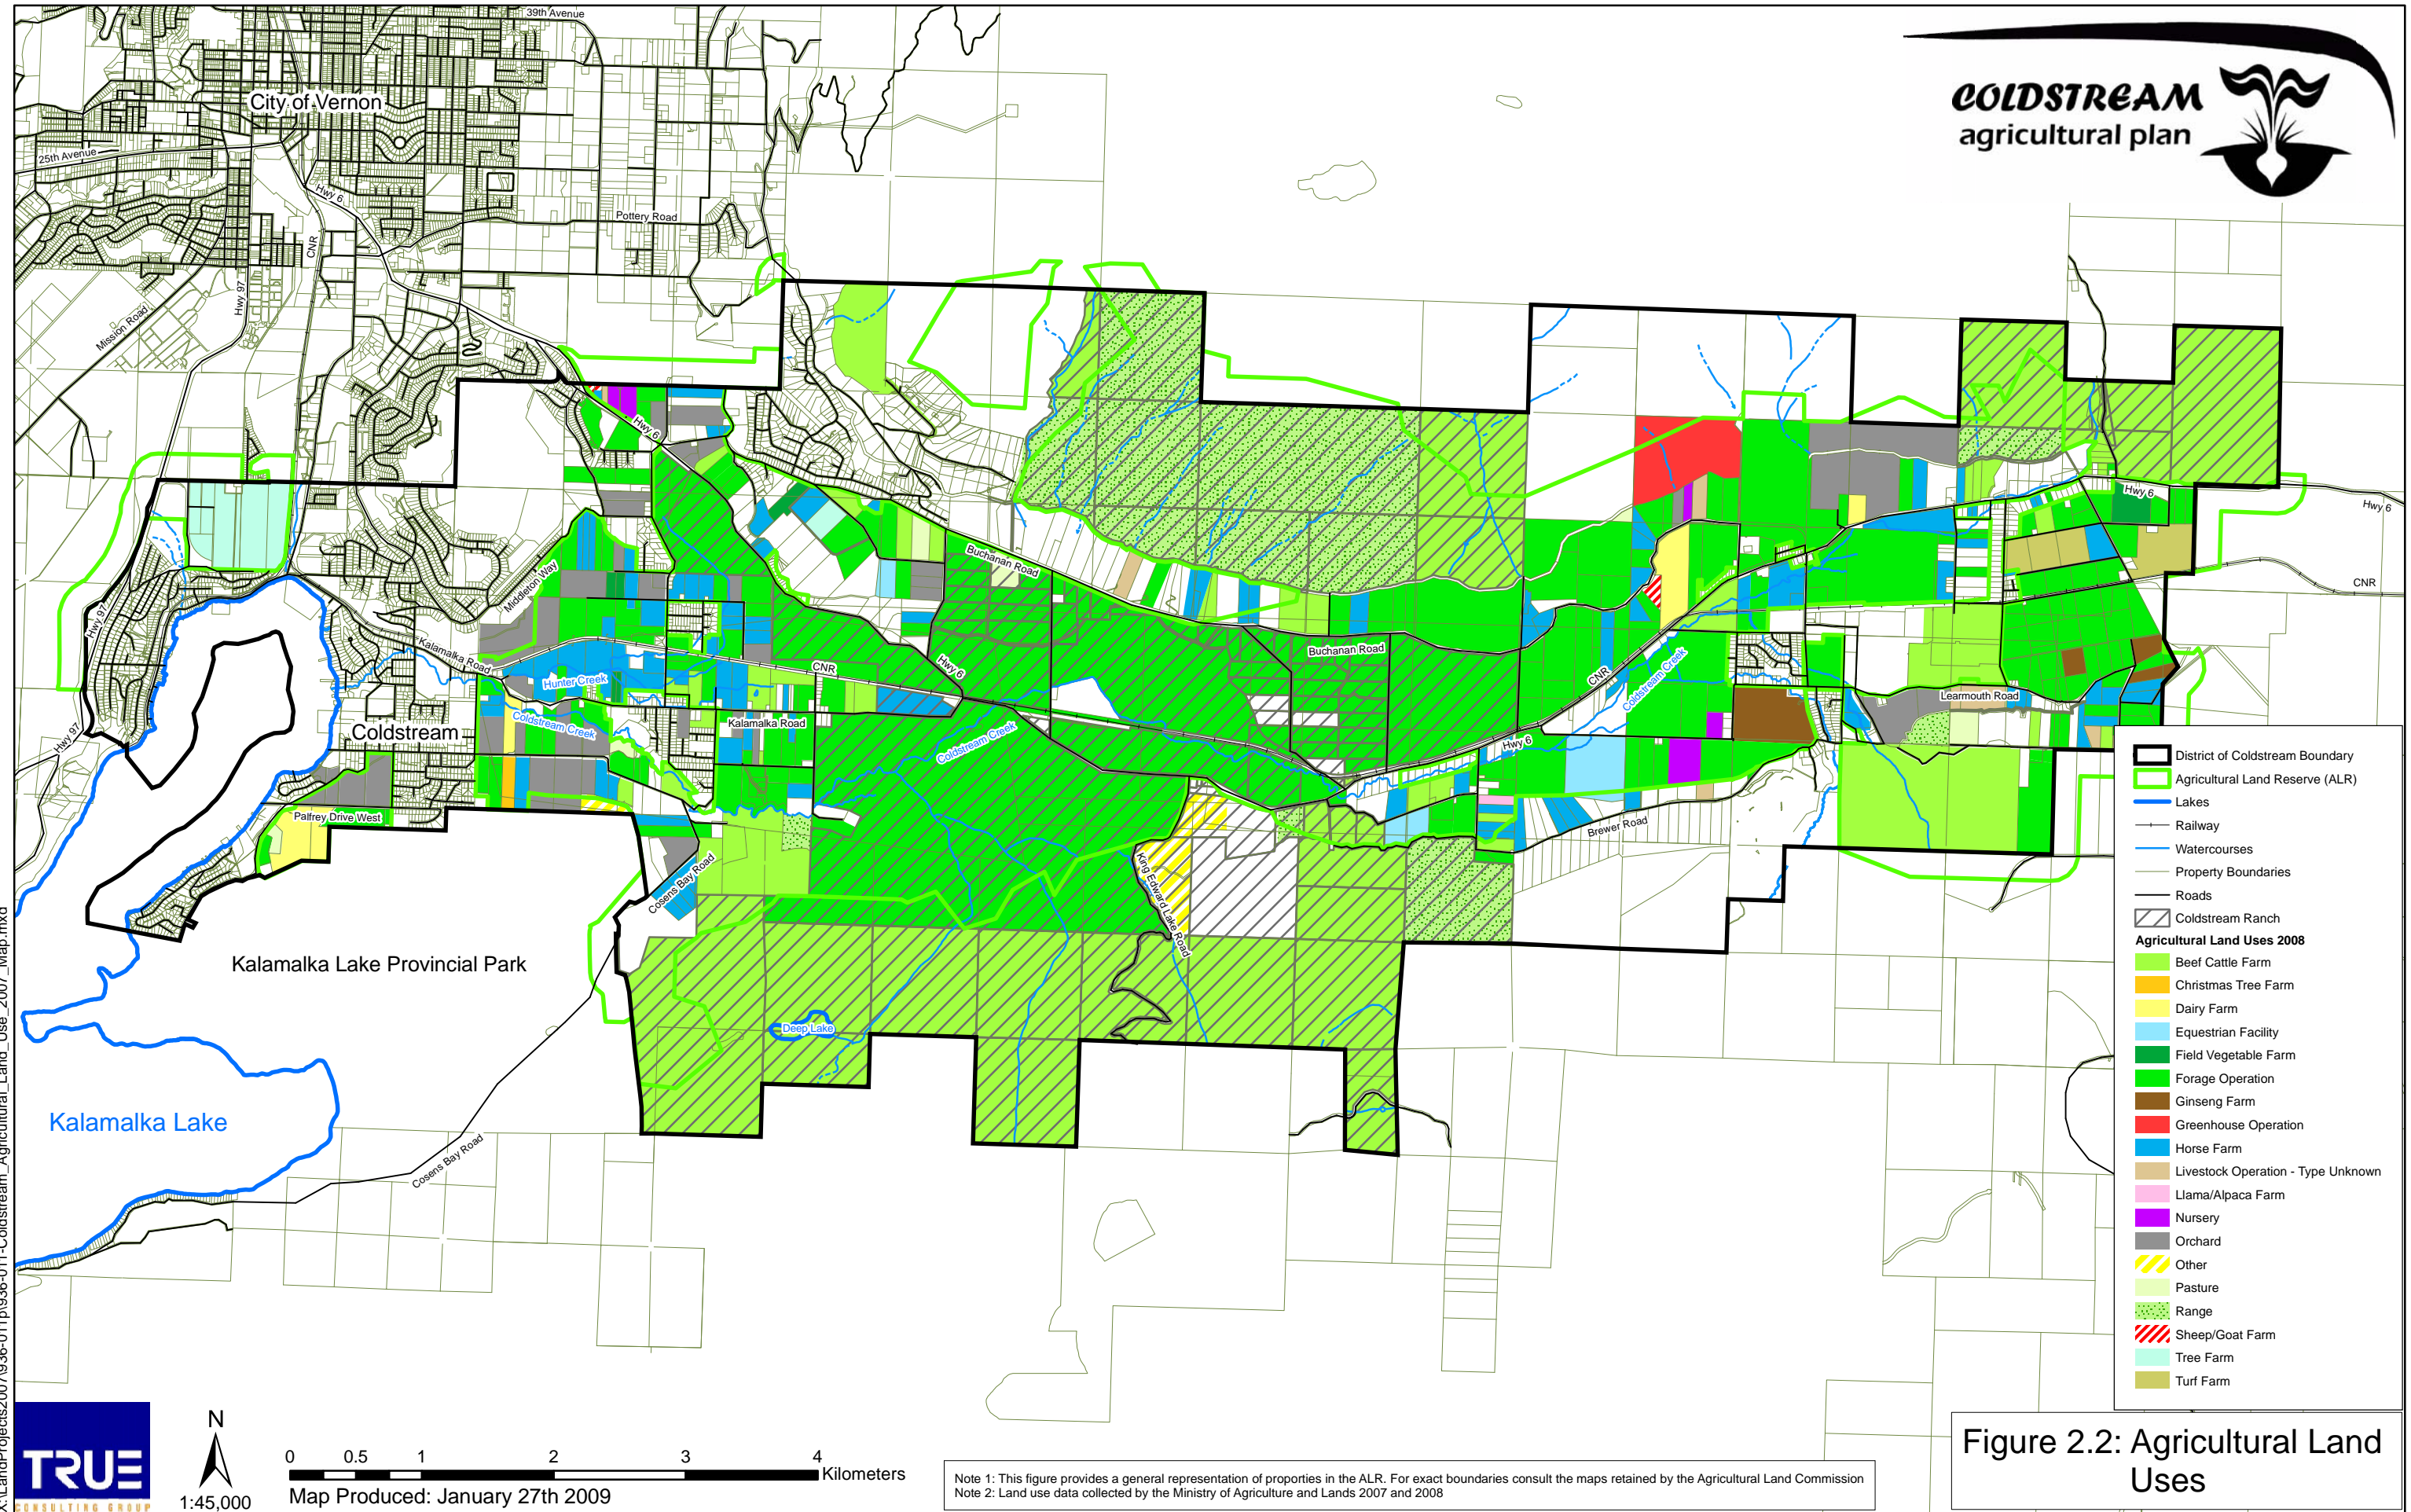 39th Avenue
City of Vernon
25th Avenue
Hwy 6
CNR
Pottery Road
Hwy 97
Mission Road
COLDSTREAM
agricultural plan
Hwy 6
Hwy 6
Hwy 6
CNR
Buchanan Road
Middleton Way
Hwy 97
Kalamalka Road
CNR
Hwy 6
Buchanan Road
CNR
Coldstream Creek
Hunter Creek
Learmouth Road
Coldstream Creek
Kalamalka Road
Coldstream
Hwy 97
Coldstream Creek
Hwy 6
Palfrey Drive West
Brewer Road
Cosens Bay Road
King Edward Lake Road
Kalamalka Lake Provincial Park
Deep Lake
Kalamalka Lake
Cosens Bay Road
District of Coldstream Boundary
Agricultural Land Reserve (ALR)
Lakes
Railway
Watercourses
Property Boundaries
Roads
Coldstream Ranch
Agricultural Land Uses 2008
Beef Cattle Farm
Christmas Tree Farm
Dairy Farm
Equestrian Facility
Field Vegetable Farm
Forage Operation
Ginseng Farm
Greenhouse Operation
Horse Farm
Livestock Operation - Type Unknown
Llama/Alpaca Farm
Nursery
Orchard
Other
Pasture
Range
Sheep/Goat Farm
Tree Farm
Turf Farm
X:\LandProjects2007\936-011p\936-011-Coldstream_Agricultural_Land_Use_2007_Map.mxd
TRUE
CONSULTING GROUP
N
1:45,000
0 0.5 1 2 3 4
Kilometers
Map Produced: January 27th 2009
Note 1: This figure provides a general representation of proporties in the ALR. For exact boundaries consult the maps retained by the Agricultural Land Commission
Note 2: Land use data collected by the Ministry of Agriculture and Lands 2007 and 2008
Figure 2.2: Agricultural Land
Uses